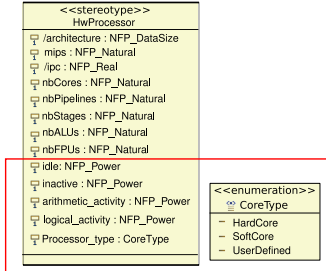 <<stereotype>>
HwProcessor
/architecture : NFP_DataSize
mips : NFP_Natural
/ipc : NFP_Real
nbCores : NFP_Natural
nbPipelines : NFP_Natural
nbStages : NFP_Natural
nbALUs : NFP_Natural
nbFPUs : NFP_Natural
idle: NFP_Power
inactive : NFP_Power
arithmetic_activity : NFP_Power
logical_activity : NFP_Power
Processor_type : CoreType
<<enumeration>>
CoreType
HardCore
SoftCore
UserDefined